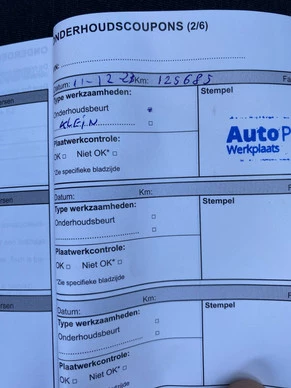 ONDERHOUDSCOUPONS (2/6)
Datum: 11-12-23 Km: 125685
Type werkzaamheden:
Stempel
Onderhoudsbeurt
KLEIN
Auto
Werkplaats
Plaatwerkcontrole:
OK □ Niet OK* □
*Zie specifieke bladzijde
Datum: Km:
Type werkzaamheden:
Stempel
Onderhoudsbeurt □
□
Plaatwerkcontrole:
OK □ Niet OK* □
*Zie specifieke bladzijde
Datum: Km:
Type werkzaamheden:
Stempel
Onderhoudsbeurt □
□
Plaatwerkcontrole:
OK □ Niet OK* □